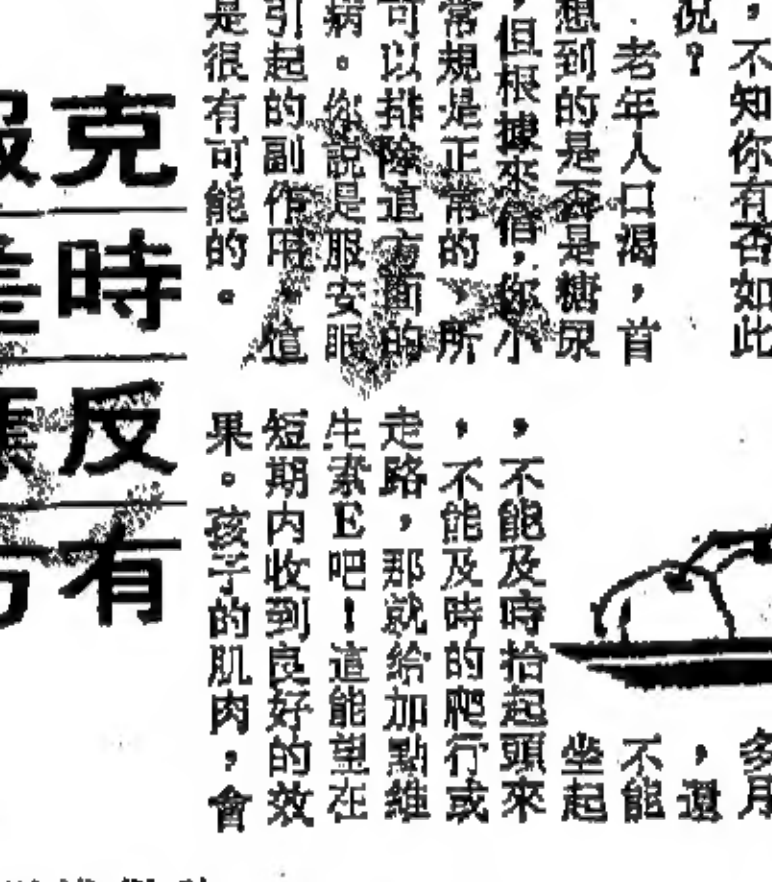 ，不知你有否如此
況？
．老年人口渴，首
想到的是否是糖尿
，但根據來信，你小
常規是正常的，所
可以排除這方面的
病。你說是服安眠
引起的副作用，這
是很有可能的。
多月
，還
不能
坐起
，不能及時抬起頭來
，不能及時的爬行或
走路，那就給加點維
生素E吧！這能望在
短期內收到良好的效
果。孩子的肌肉，會
克時反有